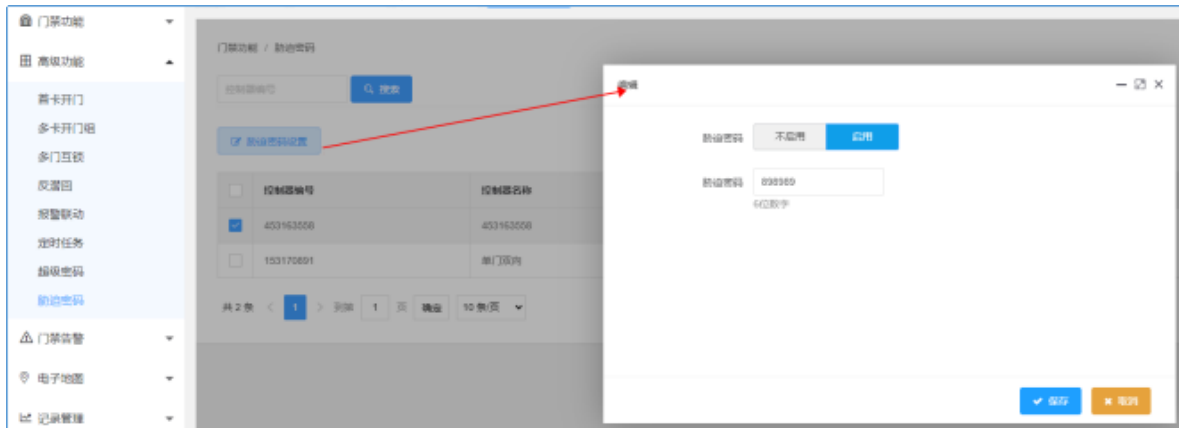 门禁功能
高级功能
首卡开门
多卡开门组
多门互锁
反潜回
报警联动
定时任务
超级密码
胁迫密码
门禁告警
电子地图
记录管理
门禁功能 / 胁迫密码
控制器编号 搜索
胁迫密码设置
控制器编号 控制器名称
453163558 453163558
153170891 单门双向
共 2 条 1 到第 1 页 确定 10 条/页
编辑
胁迫密码 不启用 启用
胁迫密码 898989
6位数字
保存 取消